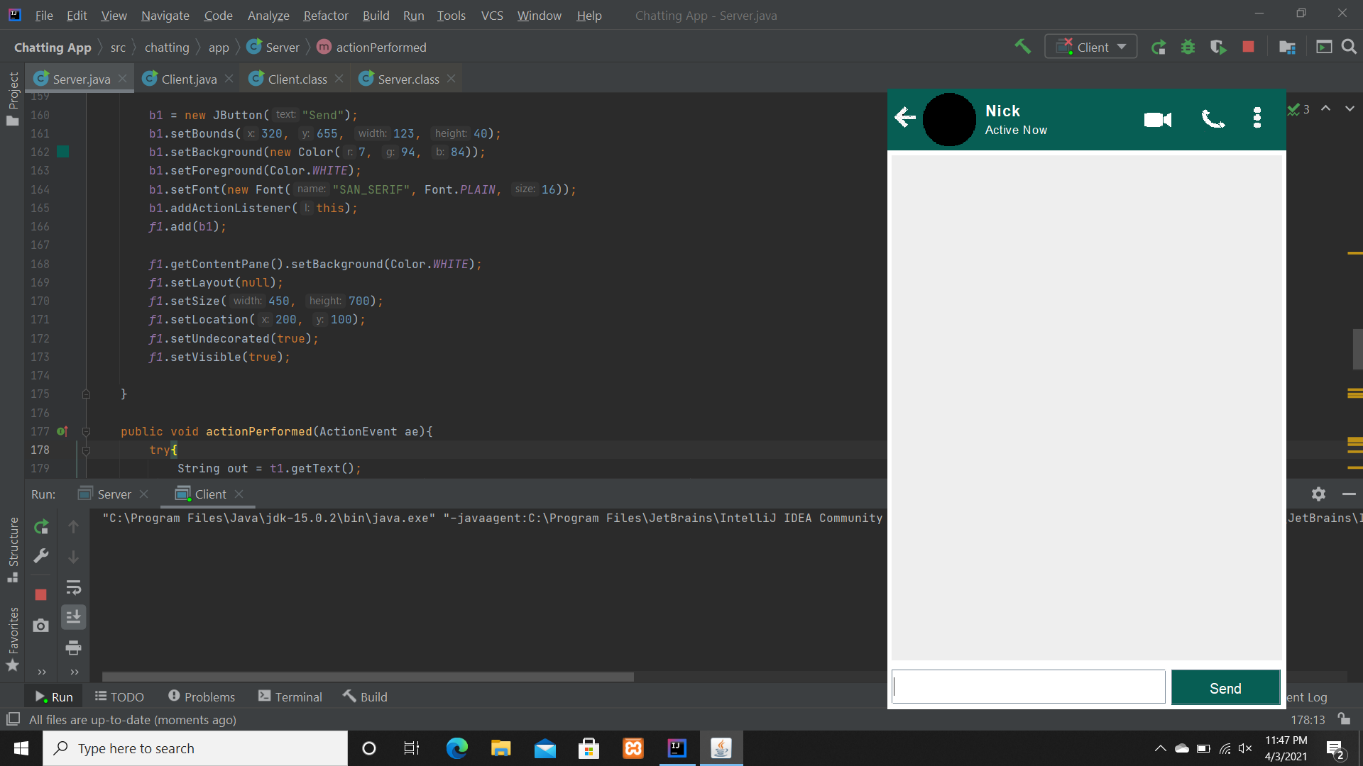 File Edit View Navigate Code Analyze Refactor Build Run Tools VCS Window Help Chatting App - Server.java
Chatting App src chatting app Server actionPerformed Client
Server.java Client.java Client.class Server.class
Project
159
160 b1 = new JButton( text: "Send");
161 b1.setBounds( x: 320, y: 655, width: 123, height: 40);
162 b1.setBackground(new Color( r: 7, g: 94, b: 84));
163 b1.setForeground(Color.WHITE);
164 b1.setFont(new Font( name: "SAN_SERIF", Font.PLAIN, size: 16));
165 b1.addActionListener( l: this);
166 f1.add(b1);
167
168 f1.getContentPane().setBackground(Color.WHITE);
169 f1.setLayout(null);
170 f1.setSize( width: 450, height: 700);
171 f1.setLocation( x: 200, y: 100);
172 f1.setUndecorated(true);
173 f1.setVisible(true);
174
175 }
176
177 public void actionPerformed(ActionEvent ae){
178 try{
179 String out = t1.getText();
3
Nick
Active Now
Send
Run: Server Client
"C:\Program Files\Java\jdk-15.0.2\bin\java.exe" "-javaagent:C:\Program Files\JetBrains\IntelliJ IDEA Community
JetBrains\I
Structure
Favorites
Run TODO Problems Terminal Build ent Log
All files are up-to-date (moments ago) 178:13
Type here to search
11:47 PM
4/3/2021
2